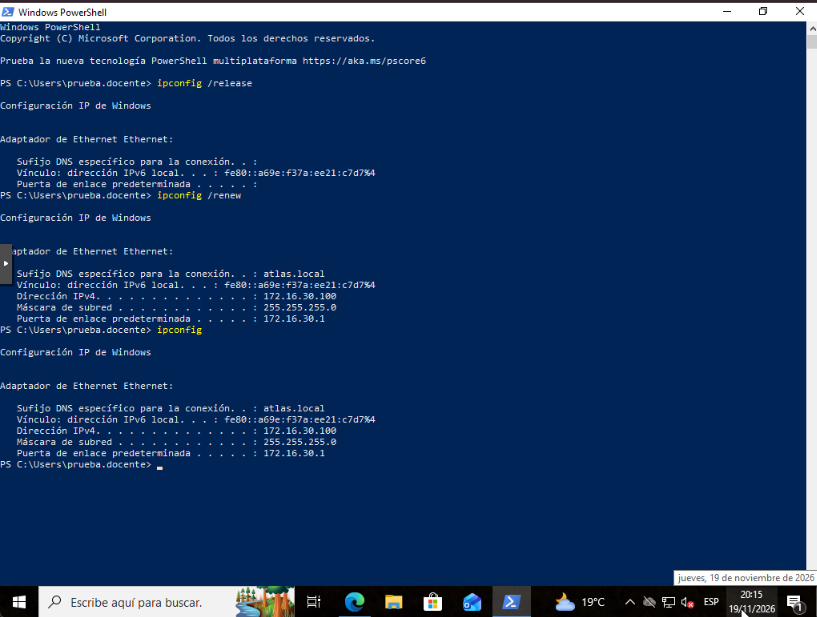 Windows PowerShell
Windows PowerShell
Copyright (C) Microsoft Corporation. Todos los derechos reservados.
Prueba la nueva tecnología PowerShell multiplataforma https://aka.ms/pscore6
PS C:\Users\prueba.docente> ipconfig /release
Configuración IP de Windows
Adaptador de Ethernet Ethernet:
Sufijo DNS específico para la conexión. . :
Vínculo: dirección IPv6 local. . . : fe80::a69e:f37a:ee21:c7d7%4
Puerta de enlace predeterminada . . . . . :
PS C:\Users\prueba.docente> ipconfig /renew
Configuración IP de Windows
aptador de Ethernet Ethernet:
Sufijo DNS específico para la conexión. . : atlas.local
Vínculo: dirección IPv6 local. . . : fe80::a69e:f37a:ee21:c7d7%4
Dirección IPv4. . . . . . . . . . . . . . : 172.16.30.100
Máscara de subred . . . . . . . . . . . . : 255.255.255.0
Puerta de enlace predeterminada . . . . . : 172.16.30.1
PS C:\Users\prueba.docente> ipconfig
Configuración IP de Windows
Adaptador de Ethernet Ethernet:
Sufijo DNS específico para la conexión. . : atlas.local
Vínculo: dirección IPv6 local. . . : fe80::a69e:f37a:ee21:c7d7%4
Dirección IPv4. . . . . . . . . . . . . . : 172.16.30.100
Máscara de subred . . . . . . . . . . . . : 255.255.255.0
Puerta de enlace predeterminada . . . . . : 172.16.30.1
PS C:\Users\prueba.docente>
jueves, 19 de noviembre de 2026
Escribe aquí para buscar.
19°C
ESP
20:15
19/11/2026
1